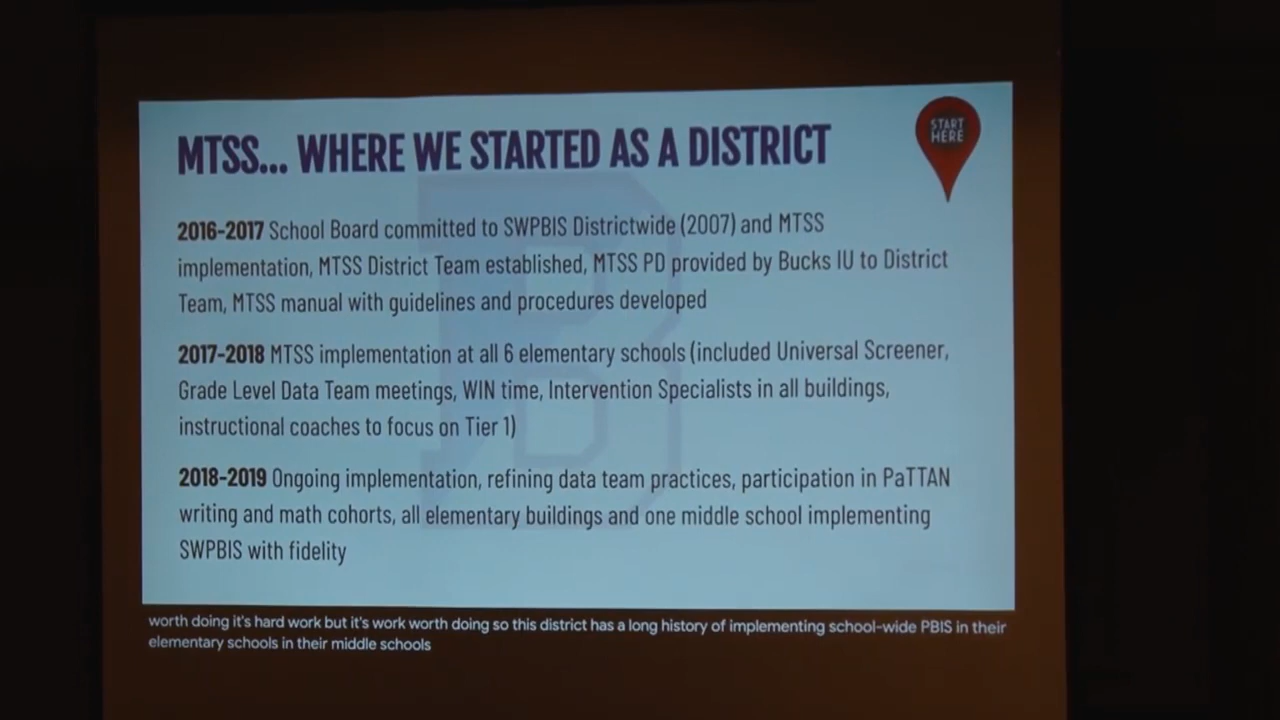 MTSS... WHERE WE STARTED AS A DISTRICT
START
HERE
2016-2017 School Board committed to SWPBIS Districtwide (2007) and MTSS
implementation, MTSS District Team established, MTSS PD provided by Bucks IU to District
Team, MTSS manual with guidelines and procedures developed
2017-2018 MTSS implementation at all 6 elementary schools (included Universal Screener,
Grade Level Data Team meetings, WIN time, Intervention Specialists in all buildings,
instructional coaches to focus on Tier 1)
2018-2019 Ongoing implementation, refining data team practices, participation in PaTTAN
writing and math cohorts, all elementary buildings and one middle school implementing
SWPBIS with fidelity
worth doing it's hard work but it's work worth doing so this district has a long history of implementing school-wide PBIS in their
elementary schools in their middle schools